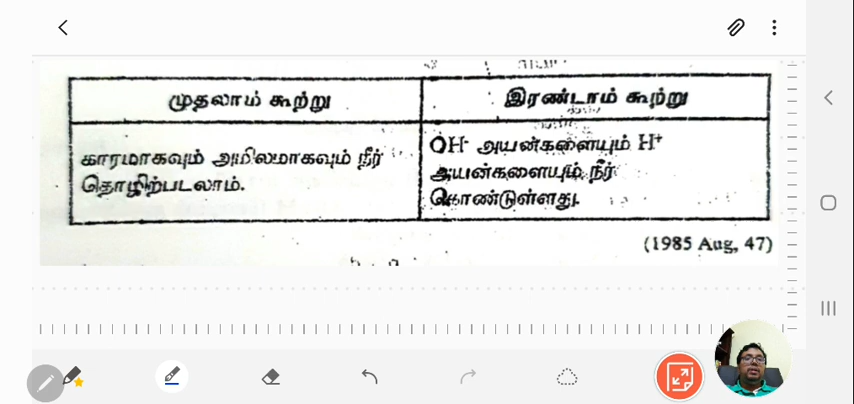 முதலாம் கூற்று
இரண்டாம் கூற்று
காரமாகவும் அமிலமாகவும் நீர்
தொழிற்படலாம்.
OH⁻ அயன்களையும் H⁺
அயன்களையும் நீர்
கொண்டுள்ளது.
(1985 Aug, 47)